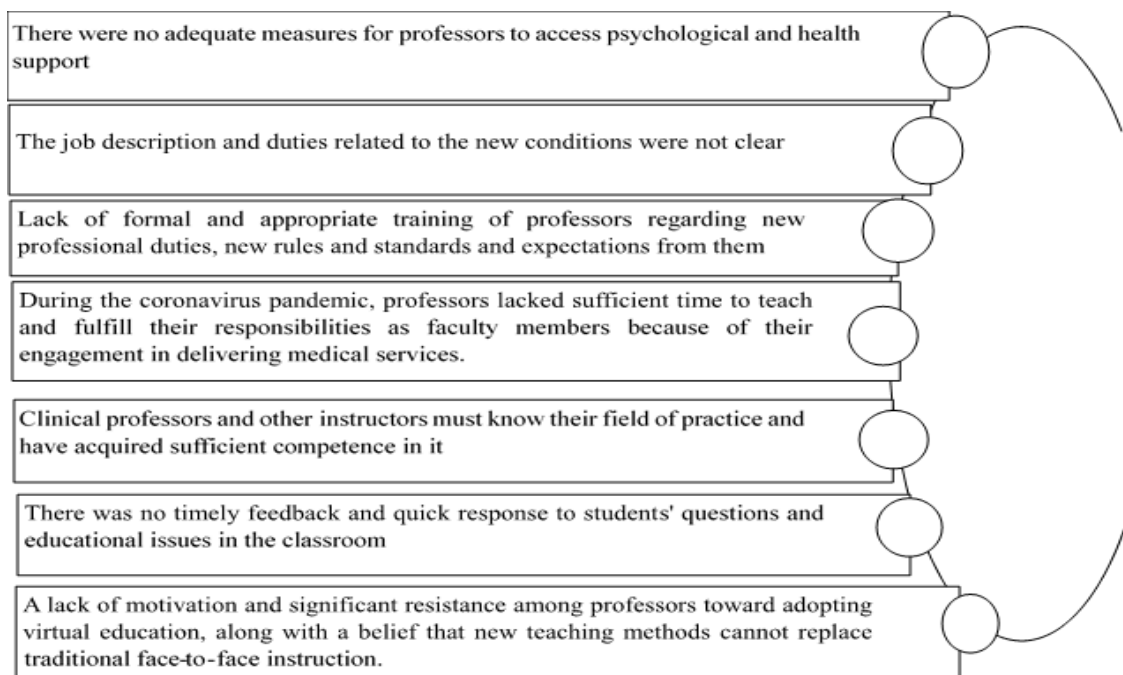 There were no adequate measures for professors to access psychological and health
support
The job description and duties related to the new conditions were not clear
Lack of formal and appropriate training of professors regarding new
professional duties, new rules and standards and expectations from them
During the coronavirus pandemic, professors lacked sufficient time to teach
and fulfill their responsibilities as faculty members because of their
engagement in delivering medical services.
Clinical professors and other instructors must know their field of practice and
have acquired sufficient competence in it
There was no timely feedback and quick response to students' questions and
educational issues in the classroom
A lack of motivation and significant resistance among professors toward adopting
virtual education, along with a belief that new teaching methods cannot replace
traditional face-to-face instruction.